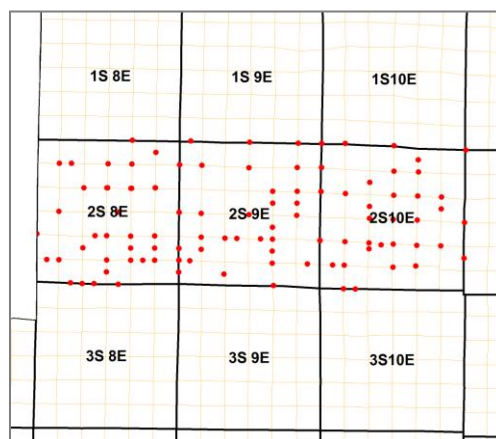 1S 8E
1S 9E
1S10E
2S 8E
2S 9E
2S10E
3S 8E
3S 9E
3S10E